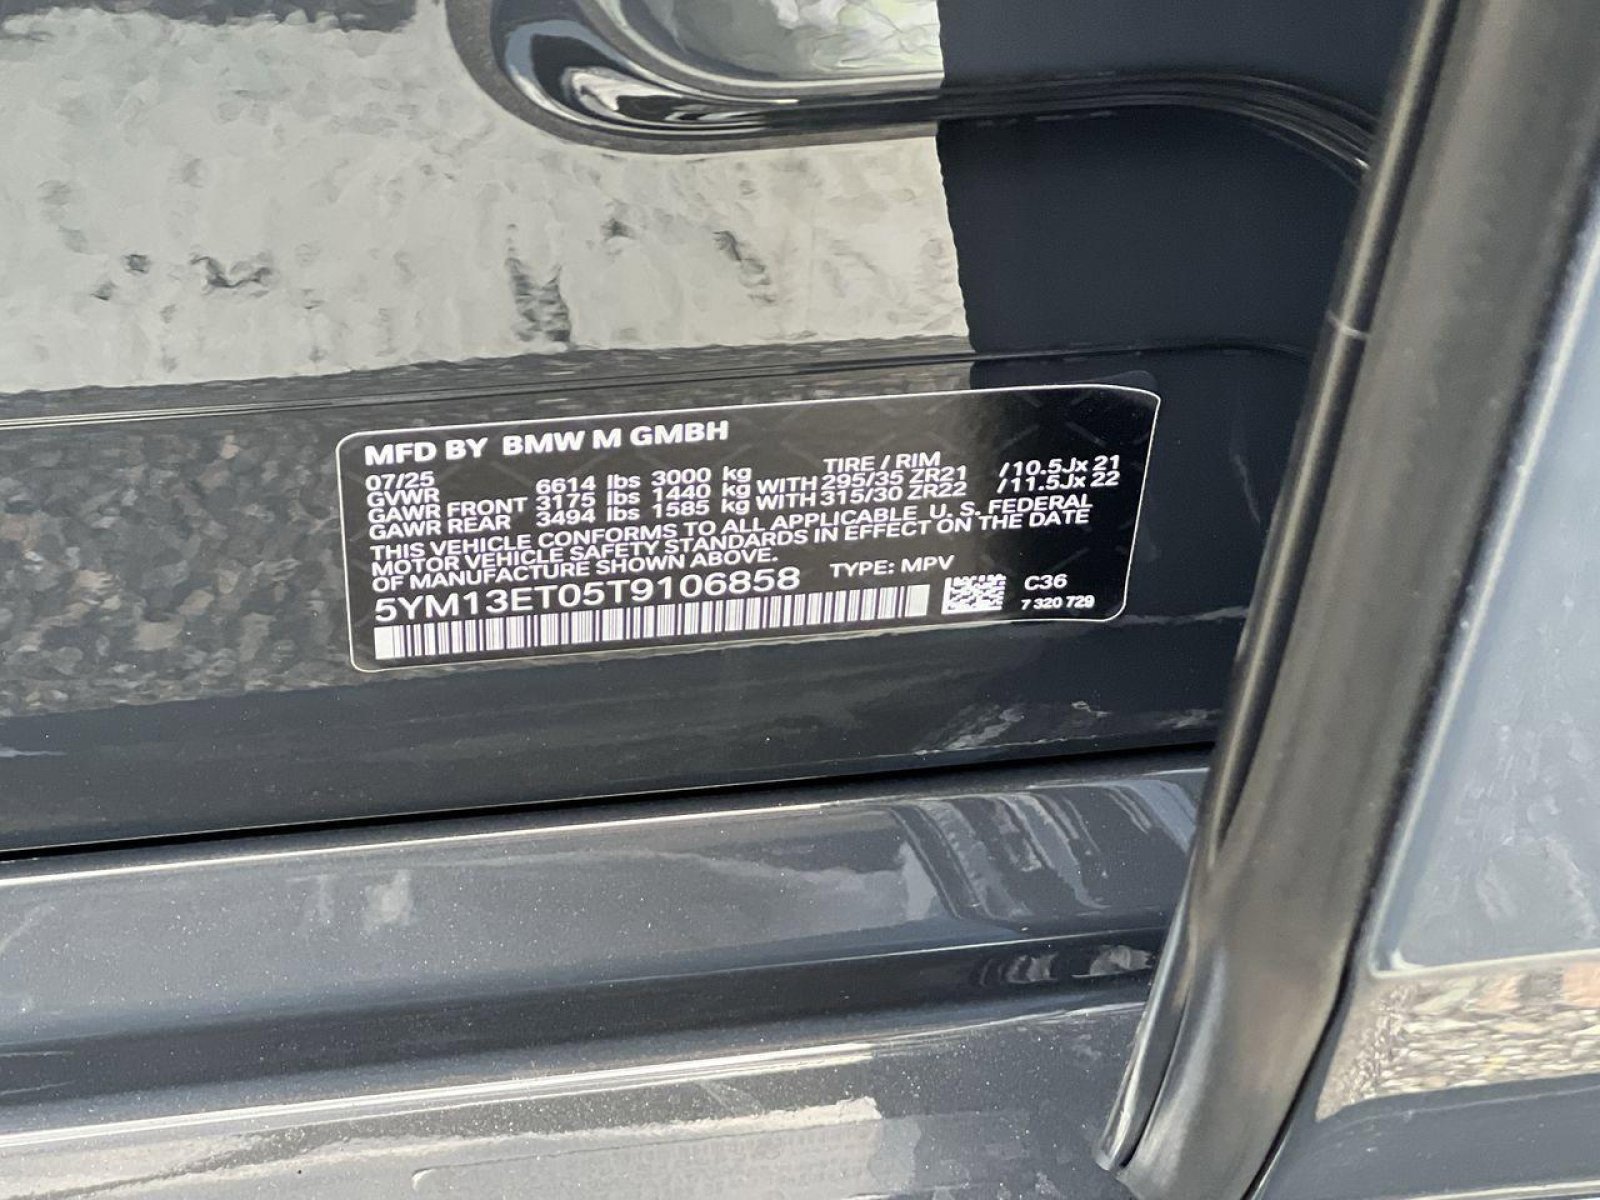 MFD BY BMW M GMBH
07/25 TIRE / RIM
GVWR 6614 lbs 3000 kg
GAWR FRONT 3175 lbs 1440 kg WITH 295/35 ZR21 /10.5Jx 21
GAWR REAR 3494 lbs 1585 kg WITH 315/30 ZR22 /11.5Jx 22
THIS VEHICLE CONFORMS TO ALL APPLICABLE U. S. FEDERAL
MOTOR VEHICLE SAFETY STANDARDS IN EFFECT ON THE DATE
OF MANUFACTURE SHOWN ABOVE.
5YM13ET05T9106858 TYPE: MPV
C36
7 320 729